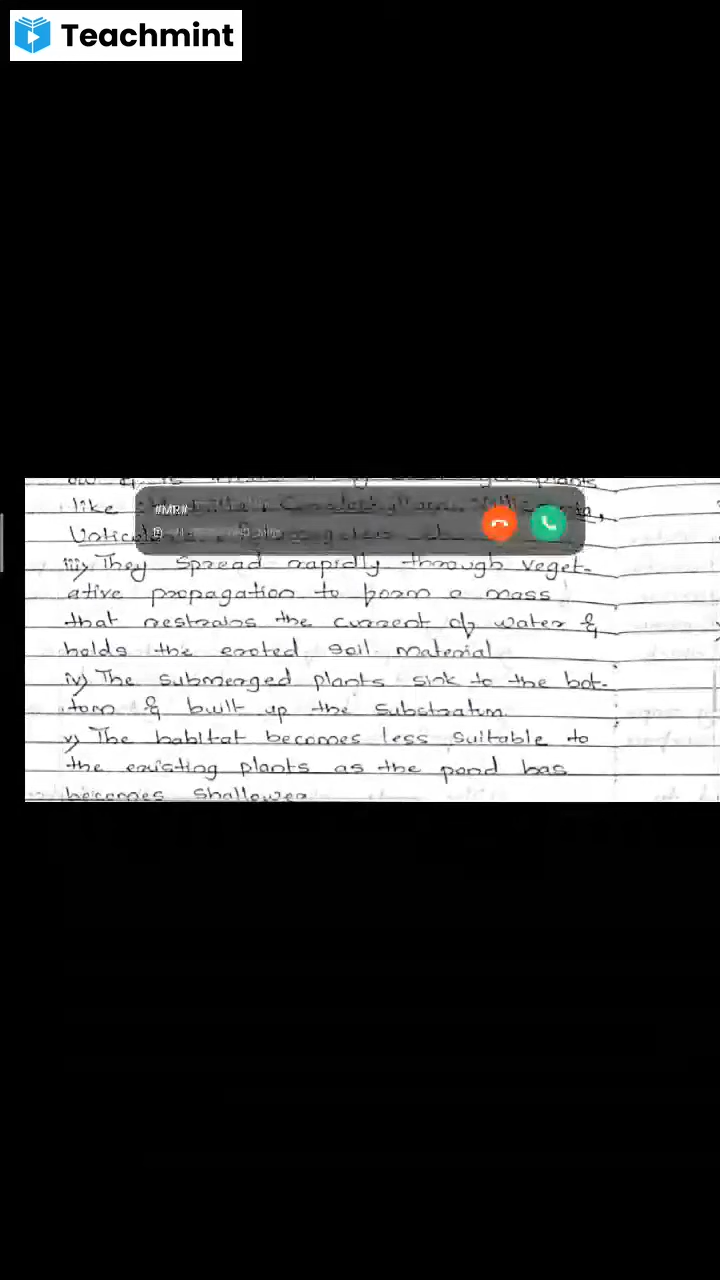 Teachmint
like
#MR#
iii) They spread rapidly through veget-
ative propagation to form a mass
that restrains the current of water &
holds the eroted soil material
iv) The submerged plants sink to the bot-
tom & built up the substratum
v) The habitat becomes less suitable to
the existing plants as the pond has
becomes shallower